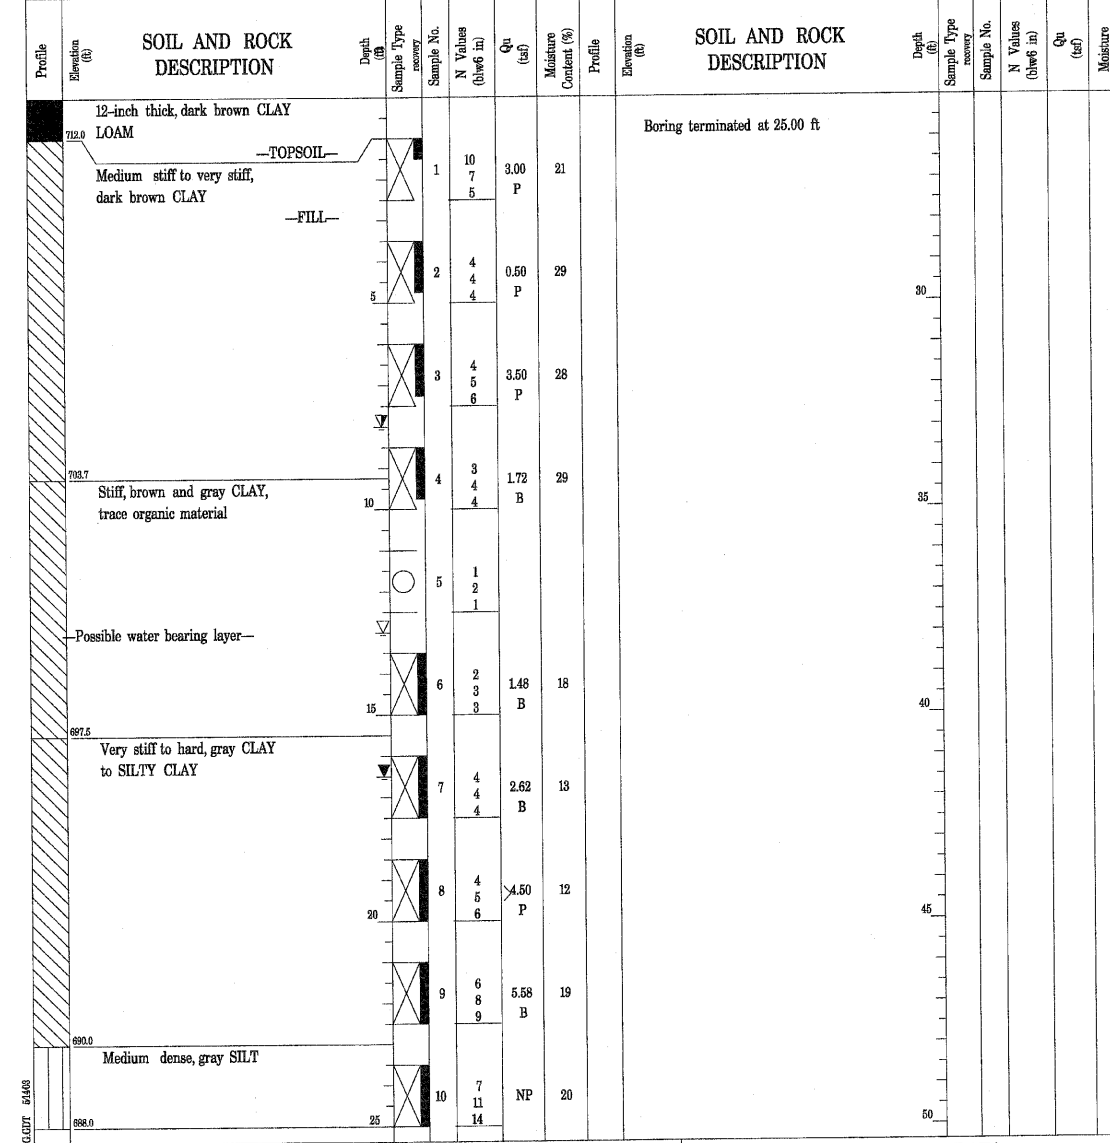 Profile
Elevation
(ft)
SOIL AND ROCK
DESCRIPTION
Depth
(ft)
Sample Type
recovery
Sample No.
N Values
(blw6 in)
Qu
(tsf)
Moisture
Content (%)
Profile
Elevation
(ft)
SOIL AND ROCK
DESCRIPTION
Depth
(ft)
Sample Type
recovery
Sample No.
N Values
(blw6 in)
Qu
(tsf)
Moisture
12-inch thick, dark brown CLAY
712.0 LOAM
—TOPSOIL—
Medium stiff to very stiff,
dark brown CLAY
—FILL—
1 10 7 5 3.00 P 21
2 4 4 4 0.50 P 29
5
3 4 5 6 3.50 P 28
703.7
4 3 4 4 1.72 B 29
Stiff, brown and gray CLAY,
trace organic material
10
5 1 2 1
—Possible water bearing layer—
6 2 3 3 1.48 B 18
15
697.5
Very stiff to hard, gray CLAY
to SILTY CLAY
7 4 4 4 2.62 B 13
8 4 5 6 >4.50 P 12
20
9 6 8 9 5.58 B 19
690.0
Medium dense, gray SILT
10 7 11 14 NP 20
688.0
25
Boring terminated at 25.00 ft
30
35
40
45
50
G.GDT 5/14/03